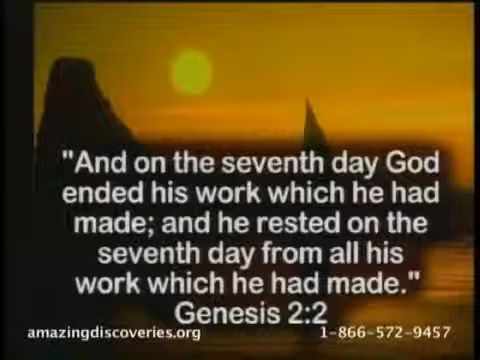 "And on the seventh day God
ended his work which he had
made; and he rested on the
seventh day from all his
work which he had made."
Genesis 2:2
amazingdiscoveries.org
1-866-572-9457